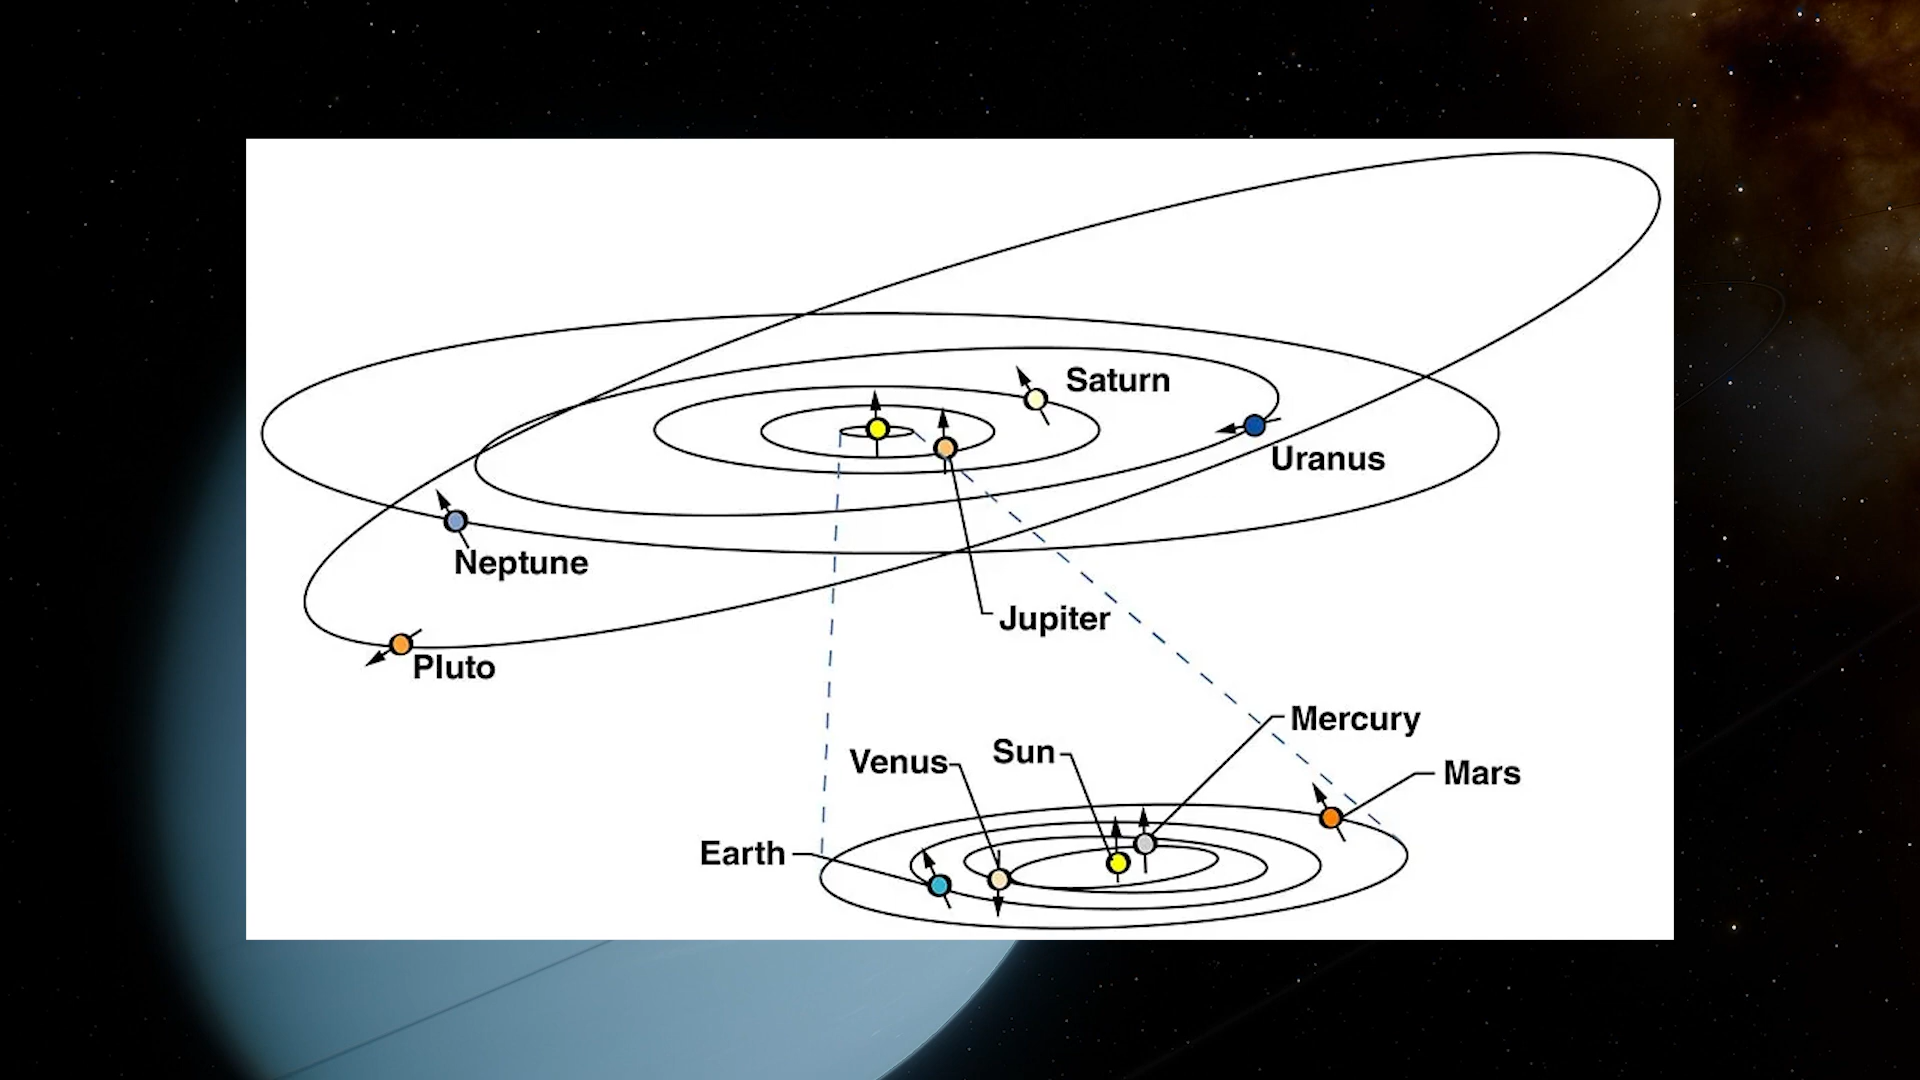 Saturn
Uranus
Neptune
Jupiter
Pluto
Mercury
Sun
Venus
Mars
Earth